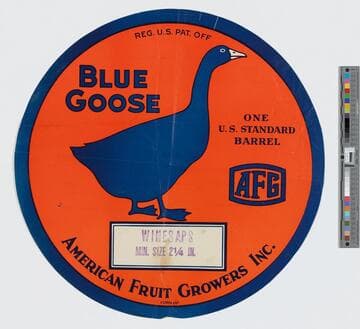 REG. U.S. PAT. OFF
BLUE
GOOSE
ONE
U.S. STANDARD
BARREL
AFG
WINESAPS
MIN. SIZE 2¼ IN.
AMERICAN FRUIT GROWERS INC.